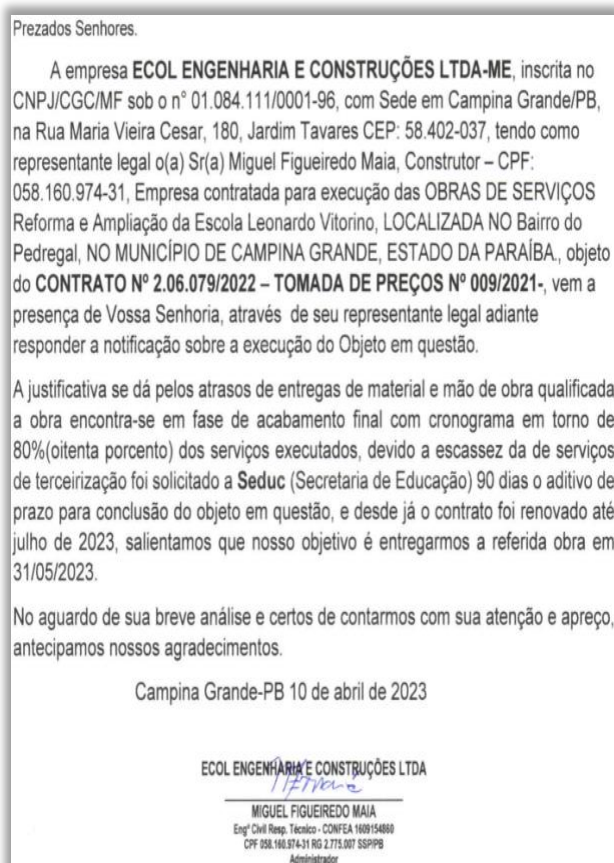 Prezados Senhores.
A empresa ECOL ENGENHARIA E CONSTRUÇÕES LTDA-ME, inscrita no
CNPJ/CGC/MF sob o n° 01.084.111/0001-96, com Sede em Campina Grande/PB,
na Rua Maria Vieira Cesar, 180, Jardim Tavares CEP: 58.402-037, tendo como
representante legal o(a) Sr(a) Miguel Figueiredo Maia, Construtor – CPF:
058.160.974-31, Empresa contratada para execução das OBRAS DE SERVIÇOS
Reforma e Ampliação da Escola Leonardo Vitorino, LOCALIZADA NO Bairro do
Pedregal, NO MUNICÍPIO DE CAMPINA GRANDE, ESTADO DA PARAÍBA., objeto
do CONTRATO Nº 2.06.079/2022 – TOMADA DE PREÇOS Nº 009/2021-, vem a
presença de Vossa Senhoria, através de seu representante legal adiante
responder a notificação sobre a execução do Objeto em questão.
A justificativa se dá pelos atrasos de entregas de material e mão de obra qualificada
a obra encontra-se em fase de acabamento final com cronograma em torno de
80%(oitenta porcento) dos serviços executados, devido a escassez da de serviços
de terceirização foi solicitado a Seduc (Secretaria de Educação) 90 dias o aditivo de
prazo para conclusão do objeto em questão, e desde já o contrato foi renovado até
julho de 2023, salientamos que nosso objetivo é entregarmos a referida obra em
31/05/2023.
No aguardo de sua breve análise e certos de contarmos com sua atenção e apreço,
antecipamos nossos agradecimentos.
Campina Grande-PB 10 de abril de 2023
ECOL ENGENHARIA E CONSTRUÇÕES LTDA
MIGUEL FIGUEIREDO MAIA
Engº Civil Resp. Técnico - CONFEA 1609154860
CPF 058.160.974-31 RG 2.775.007 SSP/PB
Administrador